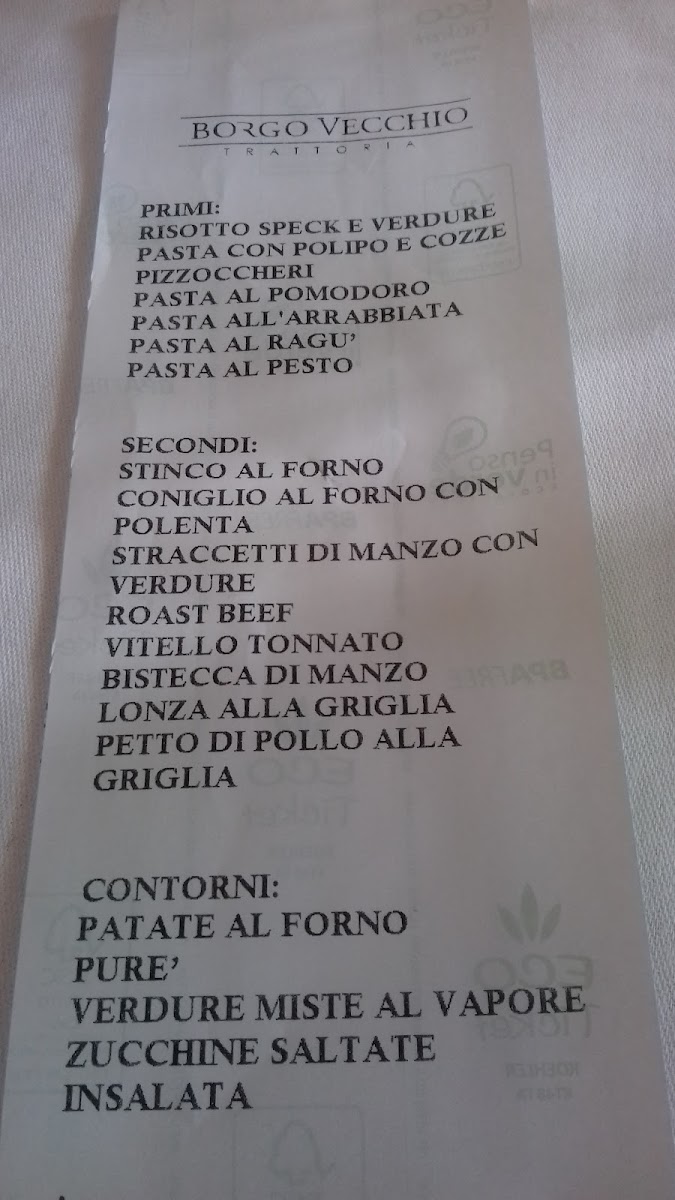 BORGO VECCHIO
TRATTORIA
PRIMI:
RISOTTO SPECK E VERDURE
PASTA CON POLIPO E COZZE
PIZZOCCHERI
PASTA AL POMODORO
PASTA ALL'ARRABBIATA
PASTA AL RAGU'
PASTA AL PESTO
SECONDI:
STINCO AL FORNO
CONIGLIO AL FORNO CON
POLENTA
STRACCETTI DI MANZO CON
VERDURE
ROAST BEEF
VITELLO TONNATO
BISTECCA DI MANZO
LONZA ALLA GRIGLIA
PETTO DI POLLO ALLA
GRIGLIA
CONTORNI:
PATATE AL FORNO
PURE'
VERDURE MISTE AL VAPORE
ZUCCHINE SALTATE
INSALATA